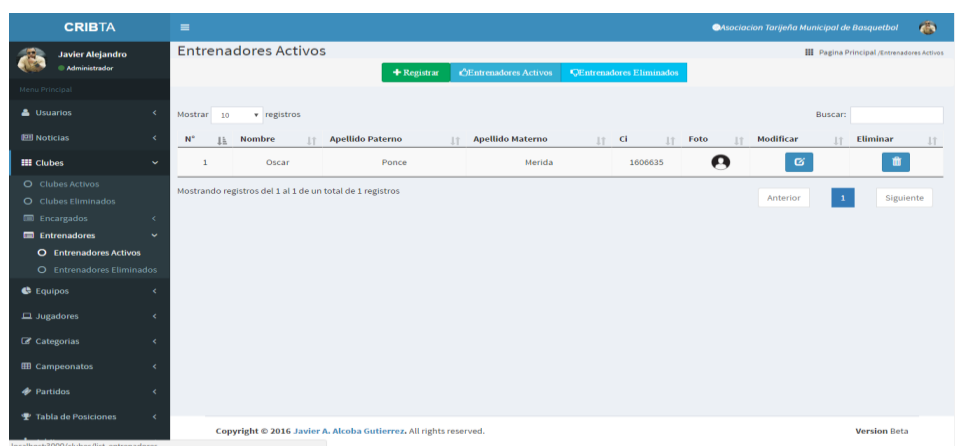 CRIBTA
Asociacion Tarijeña Municipal de Basquetbol
Javier Alejandro
Administrador
Menu Principal
Usuarios
Noticias
Clubes
Clubes Activos
Clubes Eliminados
Encargados
Entrenadores
Entrenadores Activos
Entrenadores Eliminados
Equipos
Jugadores
Categorias
Campeonatos
Partidos
Tabla de Posiciones
Entrenadores Activos
Pagina Principal /Entrenadores Activos
Registrar Entrenadores Activos Entrenadores Eliminados
Mostrar 10 registros Buscar:
N° Nombre Apellido Paterno Apellido Materno Ci Foto Modificar Eliminar
1 Oscar Ponce Merida 1606635
Mostrando registros del 1 al 1 de un total de 1 registros
Anterior 1 Siguiente
Copyright © 2016 Javier A. Alcoba Gutierrez. All rights reserved. Version Beta